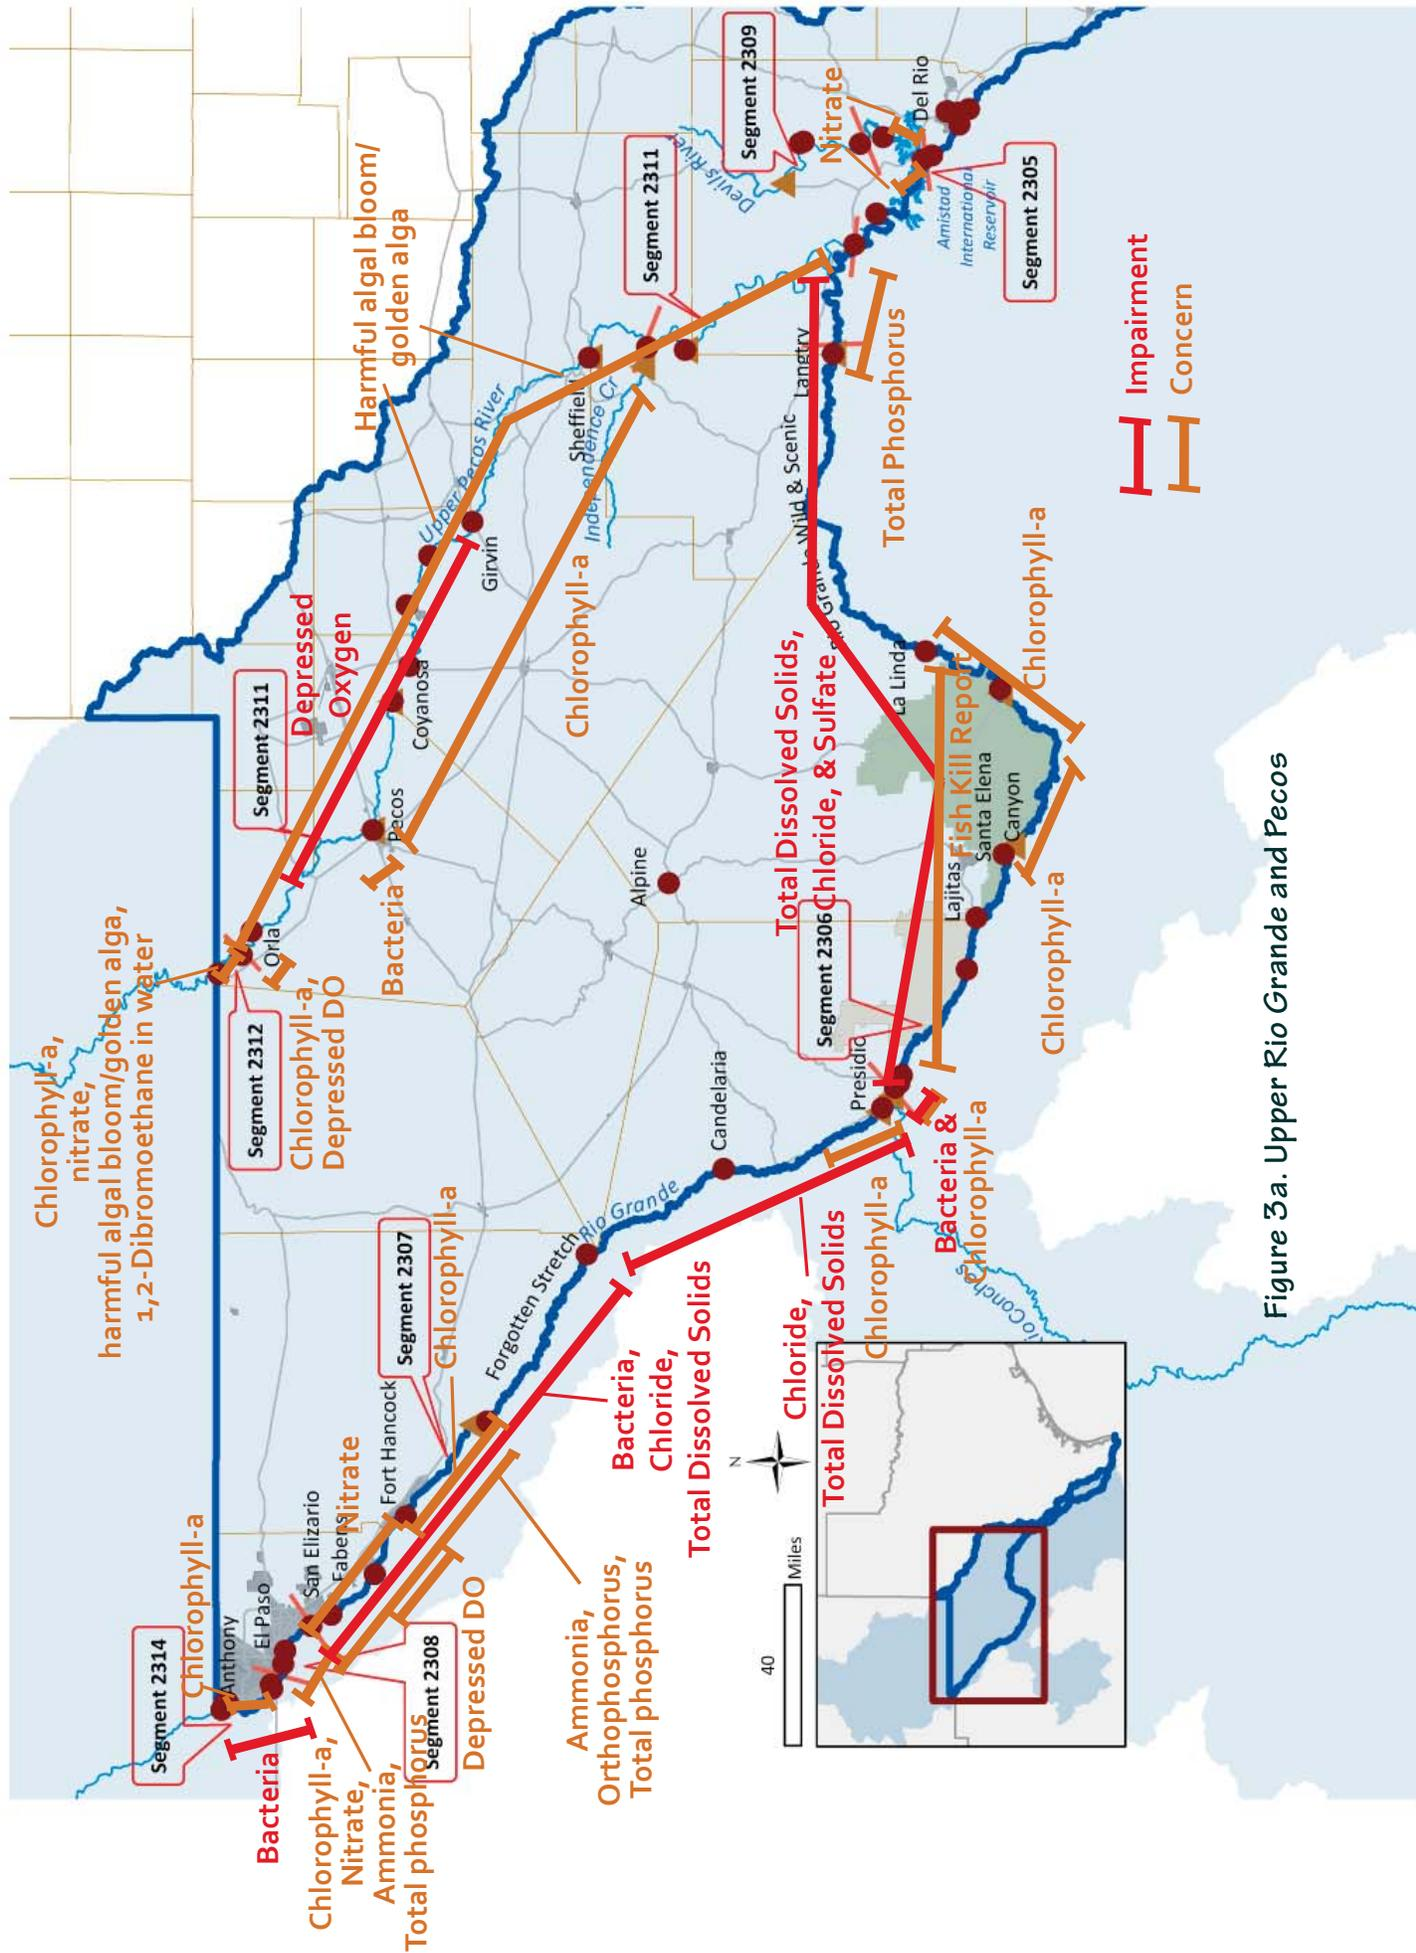 Chlorophyll-a,
nitrate,
harmful algal bloom/golden alga,
1,2-Dibromoethane in water
Harmful algal bloom/
golden alga
Segment 2314
Chlorophyll-a
Anthony
El Paso
Bacteria
San Elizario
Fabens
Nitrate
Fort Hancock
Segment 2307
Chlorophyll-a
Segment 2308
Chlorophyll-a,
Nitrate,
Ammonia,
Total phosphorus
Depressed DO
Ammonia,
Orthophosphorus,
Total phosphorus
Forgotten Stretch
Rio Grande
Bacteria,
Chloride,
Total Dissolved Solids
Candelaria
Chloride,
Total Dissolved Solids
Chlorophyll-a
Presidio
Bacteria &
Chlorophyll-a
Segment 2312
Orla
Chlorophyll-a,
Depressed DO
Segment 2311
Depressed
Oxygen
Pecos
Bacteria
Coyanosa
Girvin
Upper Pecos River
Chlorophyll-a
Sheffield
Independence Cr
Segment 2311
Devils River
Segment 2309
Nitrate
Del Rio
Amistad
International
Reservoir
Segment 2305
Langtry
Wild & Scenic
Total Phosphorus
Alpine
Total Dissolved Solids,
Chloride, & Sulfate
Segment 2306
La Linda
Fish Kill Report
Santa Elena
Canyon
Lajitas
Chlorophyll-a
Chlorophyll-a
N
40
Miles
Impairment
Concern
Figure 3a. Upper Rio Grande and Pecos